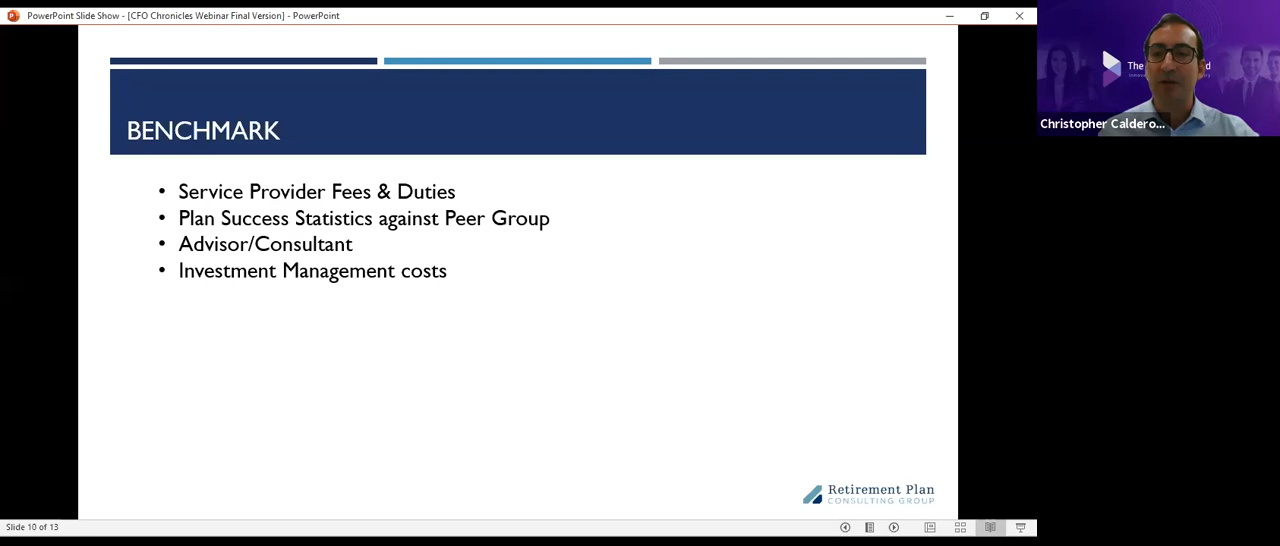 PowerPoint Slide Show - [CFO Chronicles Webinar Final Version] - PowerPoint
BENCHMARK
• Service Provider Fees & Duties
• Plan Success Statistics against Peer Group
• Advisor/Consultant
• Investment Management costs
Retirement Plan
CONSULTING GROUP
Slide 10 of 13
The
Christopher Caldero...